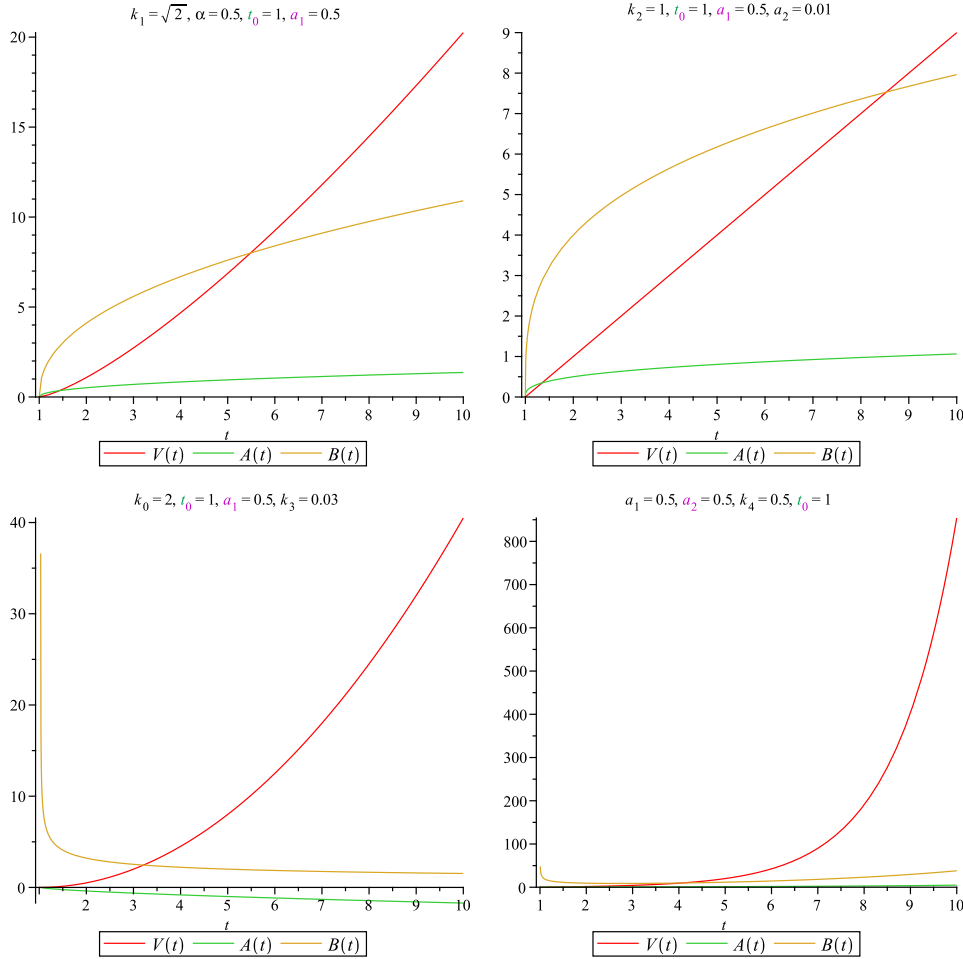 k₁ = √2, α = 0.5, t₀ = 1, a₁ = 0.5
20
15
10
5
0
1 2 3 4 5 6 7 8 9 10
t
V(t) A(t) B(t)
k₂ = 1, t₀ = 1, a₁ = 0.5, a₂ = 0.01
9
8
7
6
5
4
3
2
1
0
1 2 3 4 5 6 7 8 9 10
t
V(t) A(t) B(t)
k₀ = 2, t₀ = 1, a₁ = 0.5, k₃ = 0.03
40
30
20
10
0
2 3 4 5 6 7 8 9 10
t
V(t) A(t) B(t)
a₁ = 0.5, a₂ = 0.5, k₄ = 0.5, t₀ = 1
800
700
600
500
400
300
200
100
0
1 2 3 4 5 6 7 8 9 10
t
V(t) A(t) B(t)